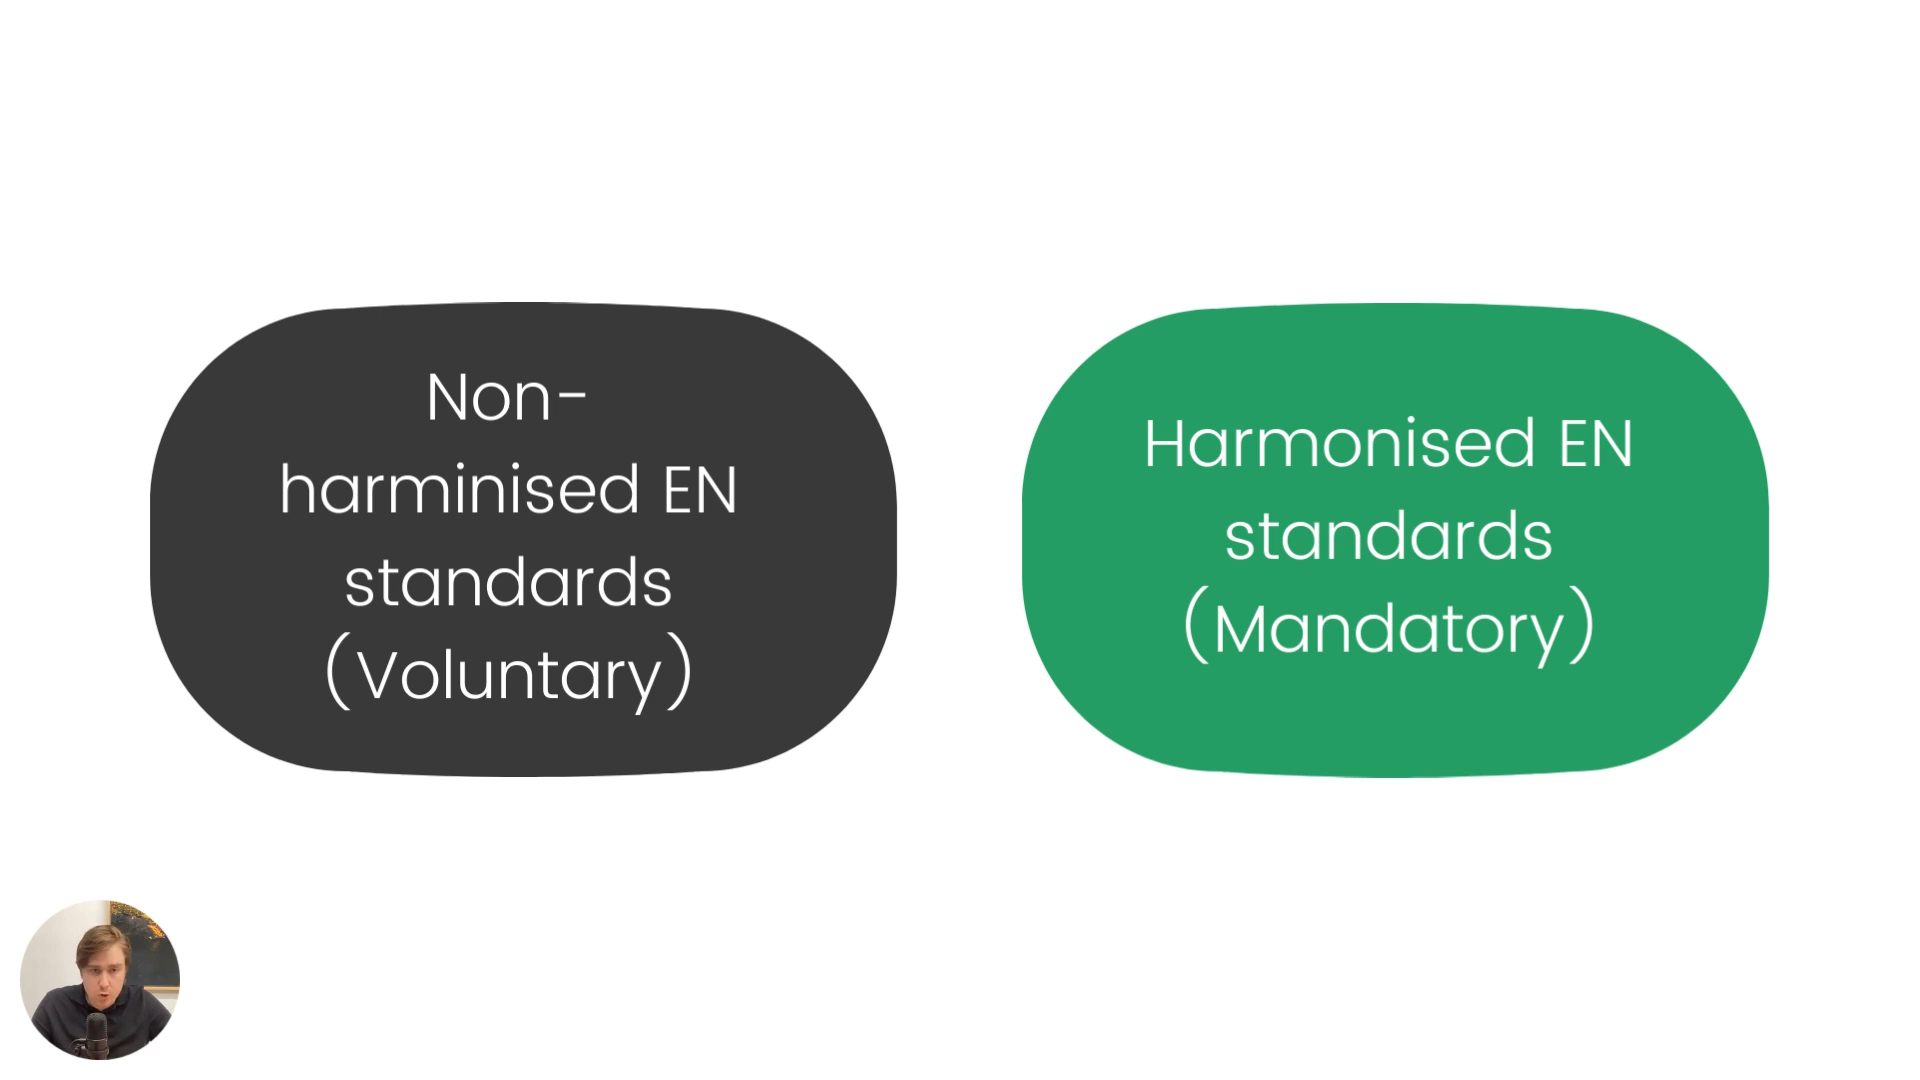 Non-
harminised EN
standards
(Voluntary)
Harmonised EN
standards
(Mandatory)